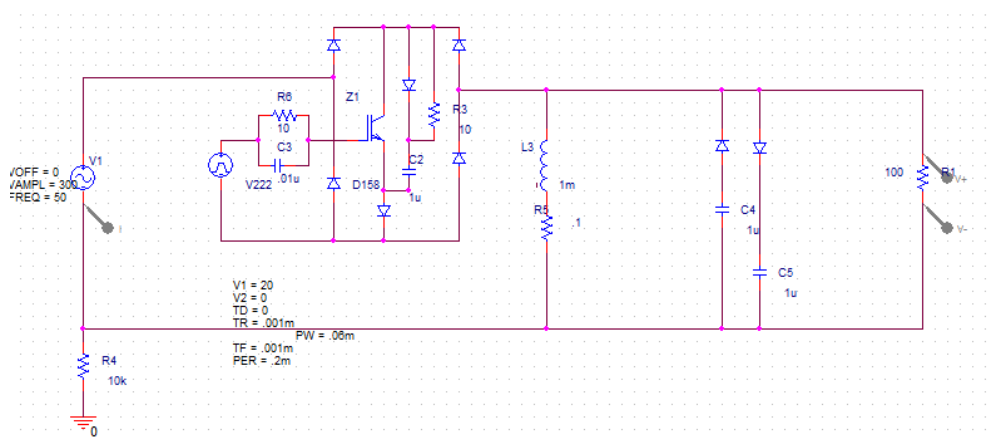 R6
10
Z1
R3
10
C3
.01u
V222
D158
C2
1u
V1
VOFF = 0
VAMPL = 300
FREQ = 50
I
L3
1m
R5
.1
C4
1u
C5
1u
100
R1
V+
V-
V1 = 20
V2 = 0
TD = 0
TR = .001m
PW = .06m
TF = .001m
PER = .2m
R4
10k
0